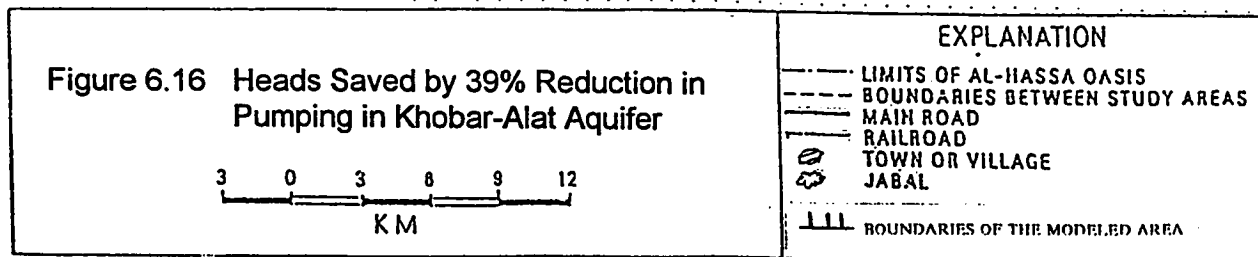 Figure 6.16 Heads Saved by 39% Reduction in
Pumping in Khobar-Alat Aquifer
3 0 3 6 9 12
KM
EXPLANATION
LIMITS OF AL-HASSA OASIS
BOUNDARIES BETWEEN STUDY AREAS
MAIN ROAD
RAILROAD
TOWN OR VILLAGE
JABAL
BOUNDARIES OF THE MODELED AREA